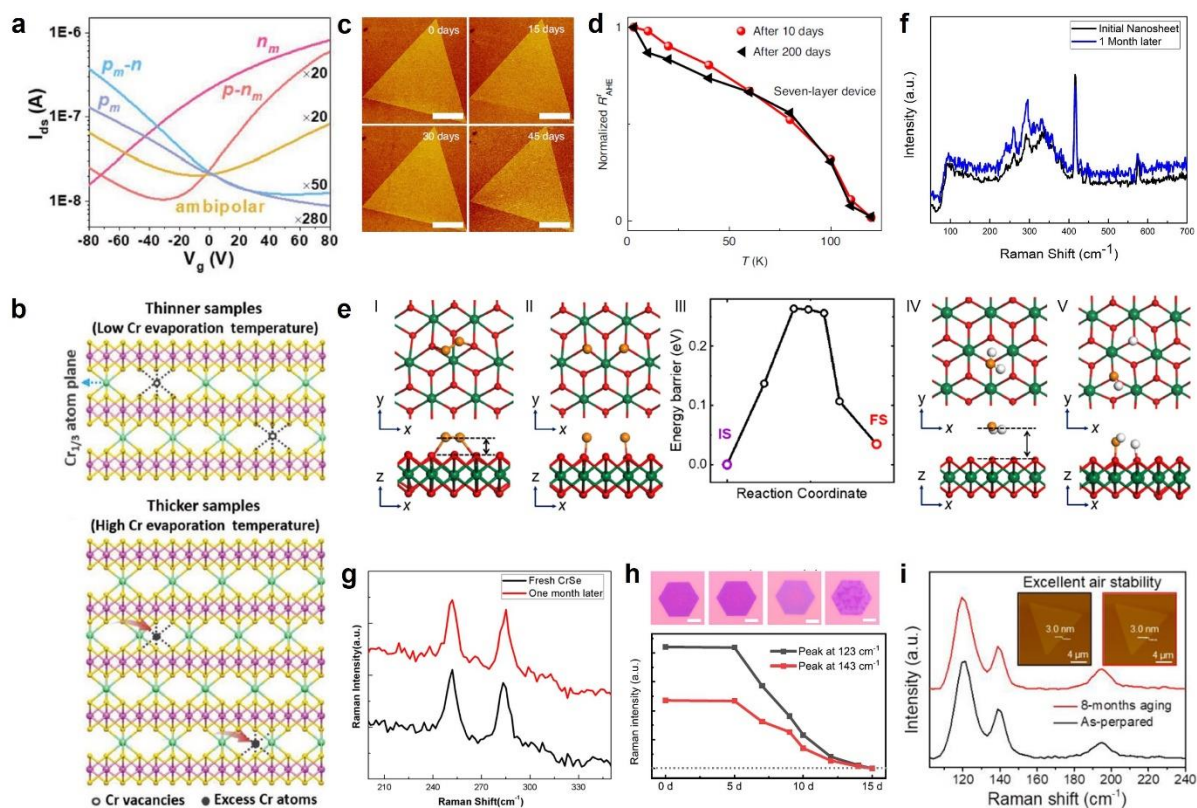 a
1E-6
1E-7
1E-8
I_ds (A)
n_m
p_m-n
p-n_m
p_m
ambipolar
×20
×20
×50
×280
-80 -60 -40 -20 0 20 40 60 80
V_g (V)
b
Thinner samples
(Low Cr evaporation temperature)
Cr_1/3 atom plane
Thicker samples
(High Cr evaporation temperature)
Cr vacancies
Excess Cr atoms
c
0 days
15 days
30 days
45 days
d
After 10 days
After 200 days
Seven-layer device
Normalized R^r_AHE
1
0
0 50 100
T (K)
e
I
II
III
IV
V
y
x
z
x
y
x
z
x
Energy barrier (eV)
0.2
0.1
0.0
IS
FS
Reaction Coordinate
y
x
z
x
y
x
z
x
f
Initial Nanosheet
1 Month later
Intensity (a.u.)
100 200 300 400 500 600 700
Raman Shift (cm⁻¹)
g
Fresh CrSe
One month later
Raman Intensity(a.u.)
210 240 270 300 330
Raman Shift(cm⁻¹)
h
Peak at 123 cm⁻¹
Peak at 143 cm⁻¹
Raman intensity (a.u.)
0 d 5 d 10 d 15 d
i
Excellent air stability
3.0 nm
4 μm
3.0 nm
4 μm
8-months aging
As-perpared
Intensity (a.u.)
120 140 160 180 200 220 240
Raman shift (cm⁻¹)